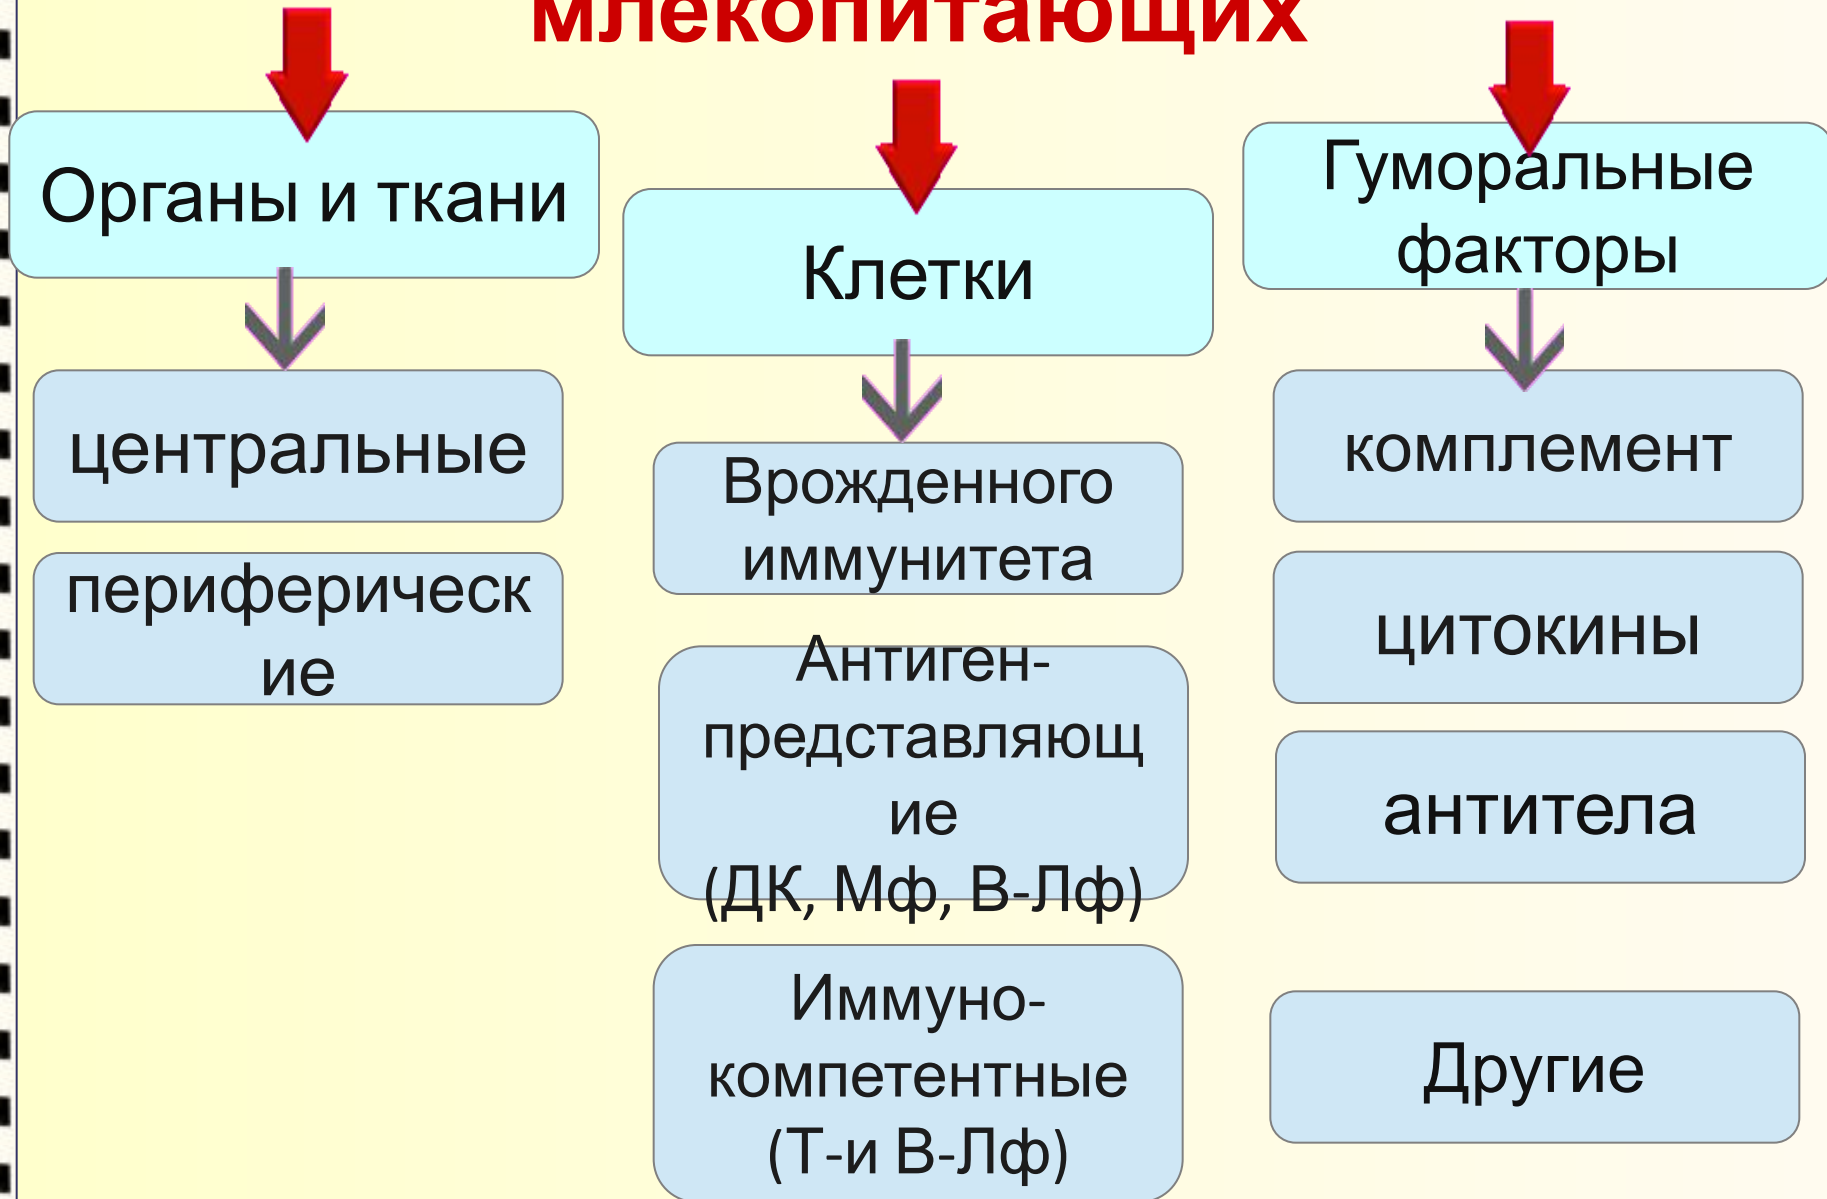 млекопитающих
Органы и ткани
центральные
периферическ
ие
Клетки
Врожденного
иммунитета
Антиген-
представляющ
ие
(ДК, Мф, В-Лф)
Иммуно-
компетентные
(Т-и В-Лф)
Гуморальные
факторы
комплемент
цитокины
антитела
Другие